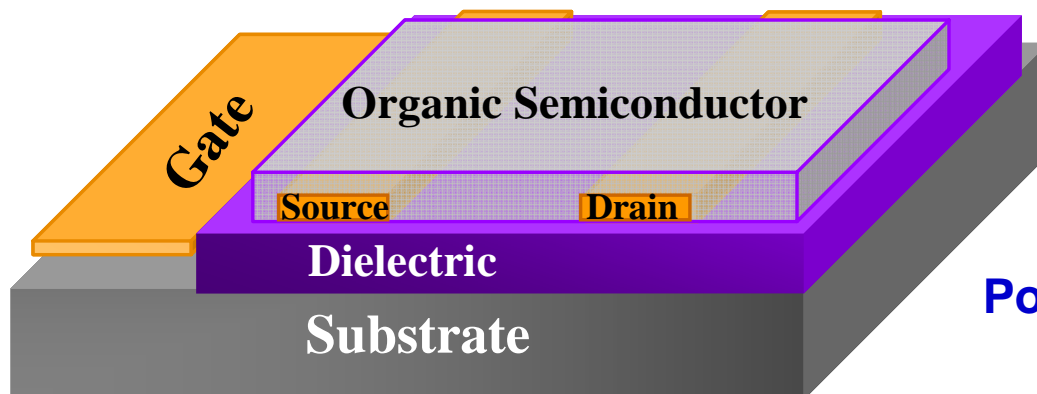 Organic Semiconductor
Gate
Source
Drain
Dielectric
Po
Substrate